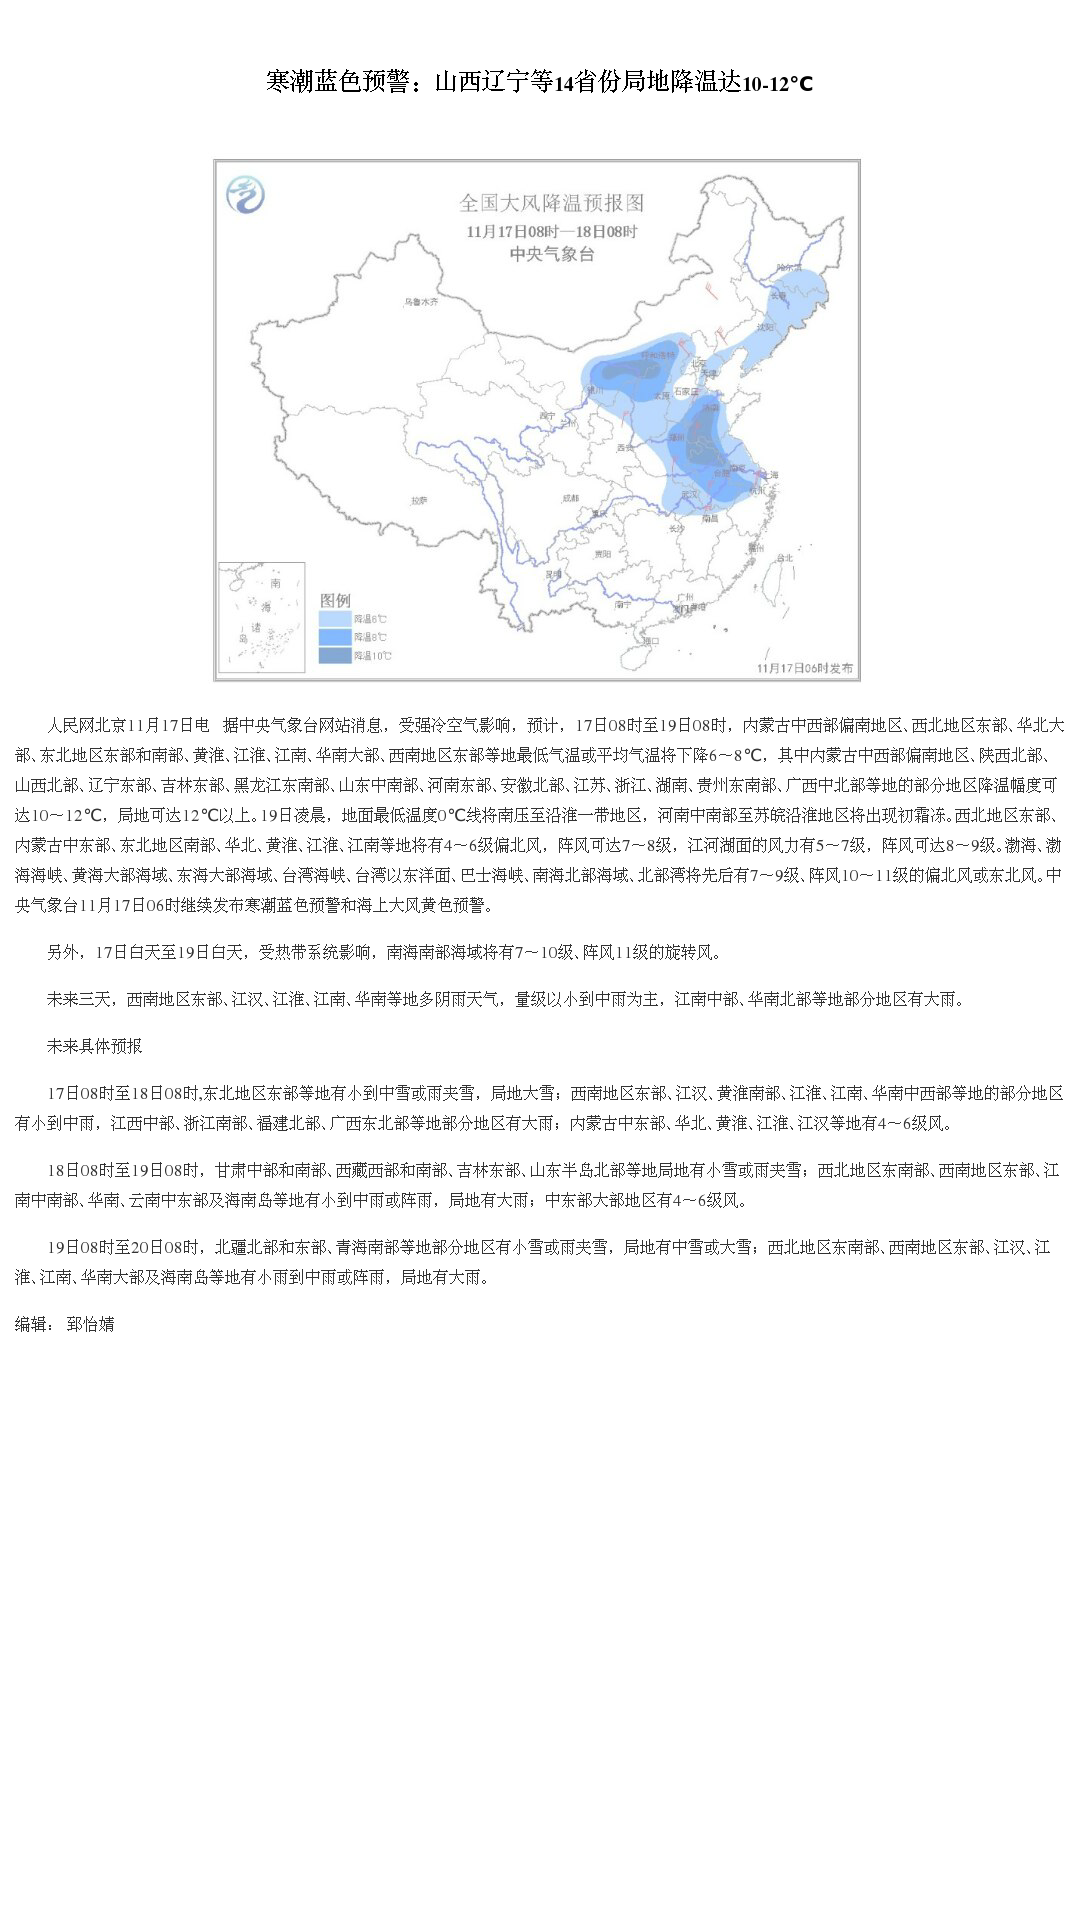 寒潮蓝色预警：山西辽宁等14省份局地降温达10-12℃
全国大风降温预报图
11月17日08时—18日08时
中央气象台
哈尔滨
长春
乌鲁木齐
沈阳
呼和浩特
北京
天津
银川
太原
石家庄
济南
西宁
兰州
郑州
西安
合肥
南京
上海
杭州
拉萨
成都
武汉
重庆
南昌
长沙
贵阳
福州
台北
昆明
广州
南宁
澳门
香港
海口
南
海
诸
岛
图例
降温6℃
降温8℃
降温10℃
11月17日06时发布
人民网北京11月17日电 据中央气象台网站消息，受强冷空气影响，预计，17日08时至19日08时，内蒙古中西部偏南地区、西北地区东部、华北大
部、东北地区东部和南部、黄淮、江淮、江南、华南大部、西南地区东部等地最低气温或平均气温将下降6～8℃，其中内蒙古中西部偏南地区、陕西北部、
山西北部、辽宁东部、吉林东部、黑龙江东南部、山东中南部、河南东部、安徽北部、江苏、浙江、湖南、贵州东南部、广西中北部等地的部分地区降温幅度可
达10～12℃，局地可达12℃以上。19日凌晨，地面最低温度0℃线将南压至沿淮一带地区，河南中南部至苏皖沿淮地区将出现初霜冻。西北地区东部、
内蒙古中东部、东北地区南部、华北、黄淮、江淮、江南等地将有4～6级偏北风，阵风可达7～8级，江河湖面的风力有5～7级，阵风可达8～9级。渤海、渤
海海峡、黄海大部海域、东海大部海域、台湾海峡、台湾以东洋面、巴士海峡、南海北部海域、北部湾将先后有7～9级、阵风10～11级的偏北风或东北风。中
央气象台11月17日06时继续发布寒潮蓝色预警和海上大风黄色预警。
另外，17日白天至19日白天，受热带系统影响，南海南部海域将有7～10级、阵风11级的旋转风。
未来三天，西南地区东部、江汉、江淮、江南、华南等地多阴雨天气，量级以小到中雨为主，江南中部、华南北部等地部分地区有大雨。
未来具体预报
17日08时至18日08时,东北地区东部等地有小到中雪或雨夹雪，局地大雪；西南地区东部、江汉、黄淮南部、江淮、江南、华南中西部等地的部分地区
有小到中雨，江西中部、浙江南部、福建北部、广西东北部等地部分地区有大雨；内蒙古中东部、华北、黄淮、江淮、江汉等地有4～6级风。
18日08时至19日08时，甘肃中部和南部、西藏西部和南部、吉林东部、山东半岛北部等地局地有小雪或雨夹雪；西北地区东南部、西南地区东部、江
南中南部、华南、云南中东部及海南岛等地有小到中雨或阵雨，局地有大雨；中东部大部地区有4～6级风。
19日08时至20日08时，北疆北部和东部、青海南部等地部分地区有小雪或雨夹雪，局地有中雪或大雪；西北地区东南部、西南地区东部、江汉、江
淮、江南、华南大部及海南岛等地有小雨到中雨或阵雨，局地有大雨。
编辑： 郅怡婧